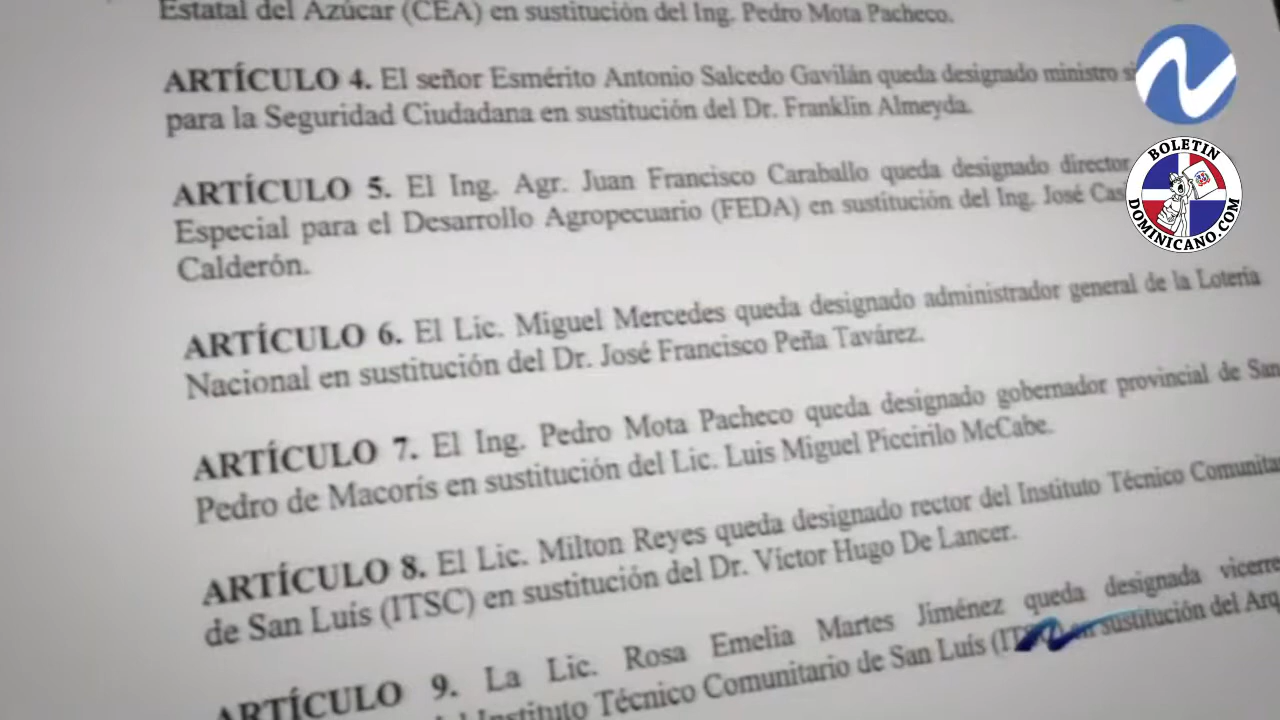 Estatal del Azúcar (CEA) en sustitución del Ing. Pedro Mota Pacheco.
ARTÍCULO 4. El señor Esmérito Antonio Salcedo Gavilán queda designado ministro
para la Seguridad Ciudadana en sustitución del Dr. Franklin Almeyda.
ARTÍCULO 5. El Ing. Agr. Juan Francisco Caraballo queda designado director
Especial para el Desarrollo Agropecuario (FEDA) en sustitución del Ing. José
Calderón.
ARTÍCULO 6. El Lic. Miguel Mercedes queda designado administrador general de la Lotería
Nacional en sustitución del Dr. José Francisco Peña Tavárez.
ARTÍCULO 7. El Ing. Pedro Mota Pacheco queda designado gobernador provincial de San
Pedro de Macorís en sustitución del Lic. Luis Miguel Piccirilo McCabe.
ARTÍCULO 8. El Lic. Milton Reyes queda designado rector del Instituto Técnico
de San Luís (ITSC) en sustitución del Dr. Víctor Hugo De Lancer.
ARTÍCULO 9. La Lic. Rosa Emelia Martes Jiménez queda designada
Instituto Técnico Comunitario de San Luís en sustitución del
BOLETIN
DOMINICANO.COM